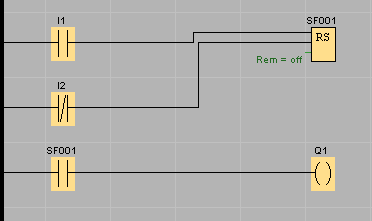 I1
SF001
RS
Rem = off
I2
SF001
Q1